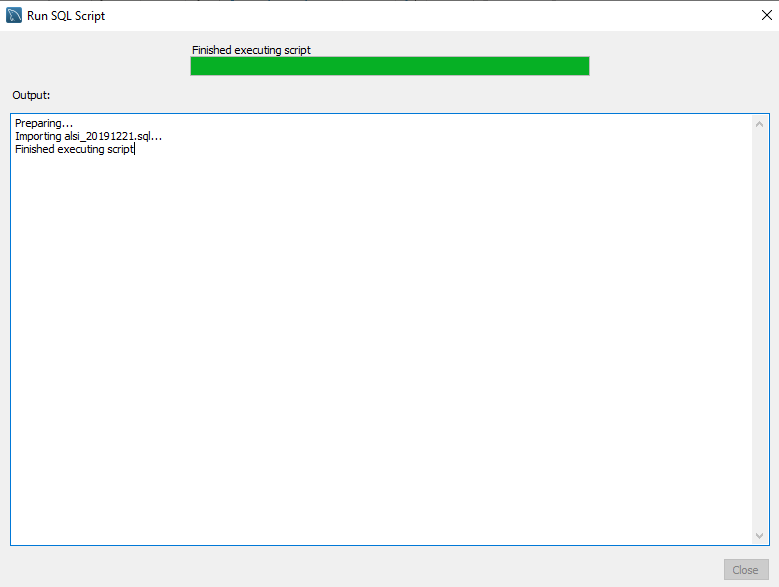 Run SQL Script
Finished executing script
Output:
Preparing...
Importing alsi_20191221.sql...
Finished executing script
Close